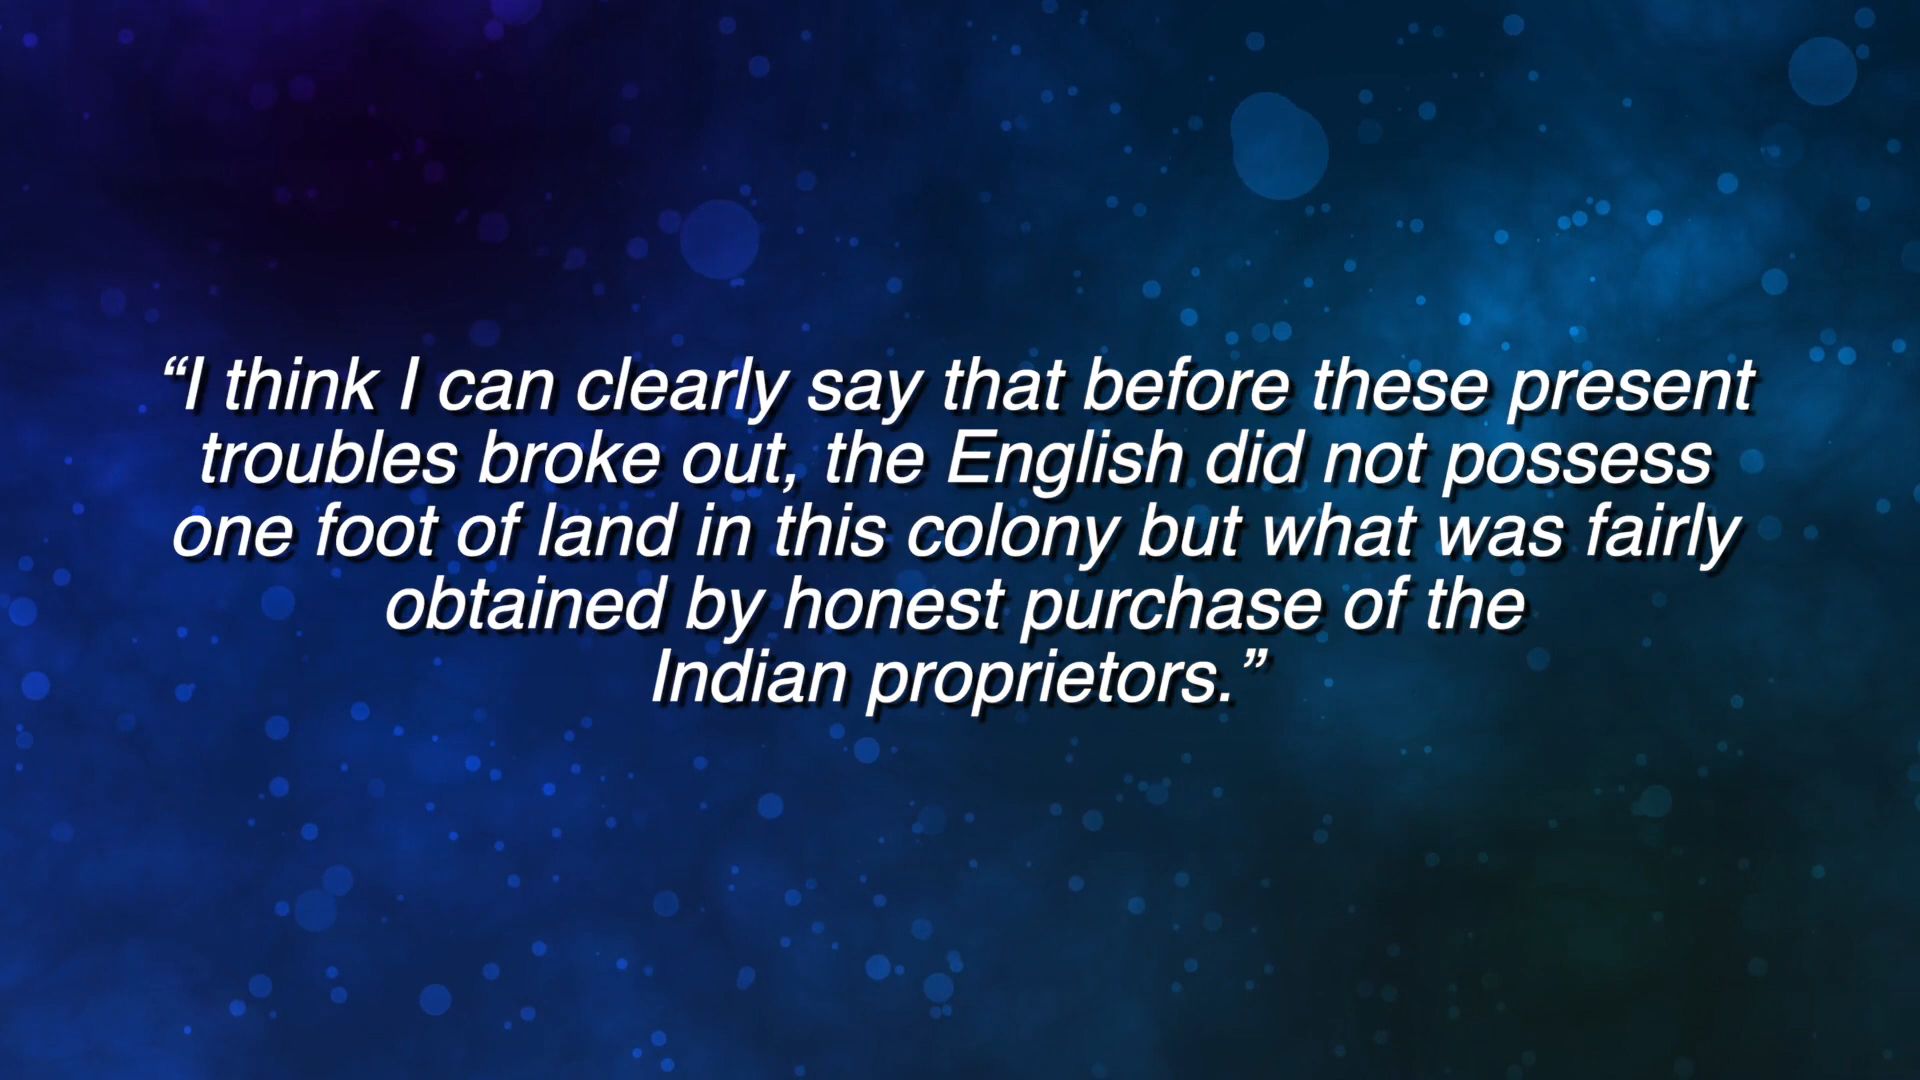 “I think I can clearly say that before these present
troubles broke out, the English did not possess
one foot of land in this colony but what was fairly
obtained by honest purchase of the
Indian proprietors.”